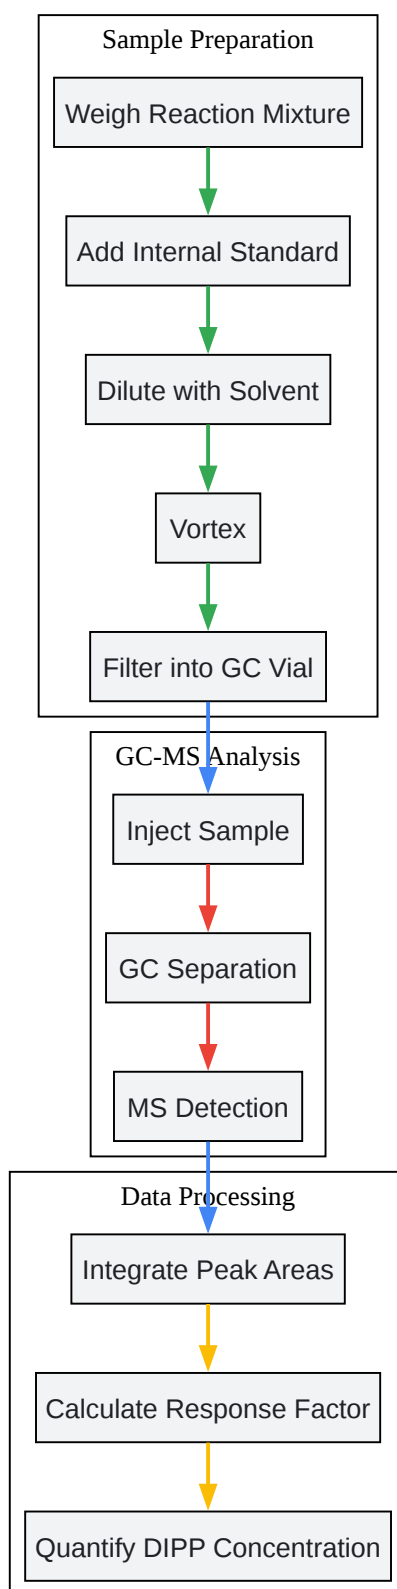 Sample Preparation
Weigh Reaction Mixture
Add Internal Standard
Dilute with Solvent
Vortex
Filter into GC Vial
GC-MS Analysis
Inject Sample
GC Separation
MS Detection
Data Processing
Integrate Peak Areas
Calculate Response Factor
Quantify DIPP Concentration